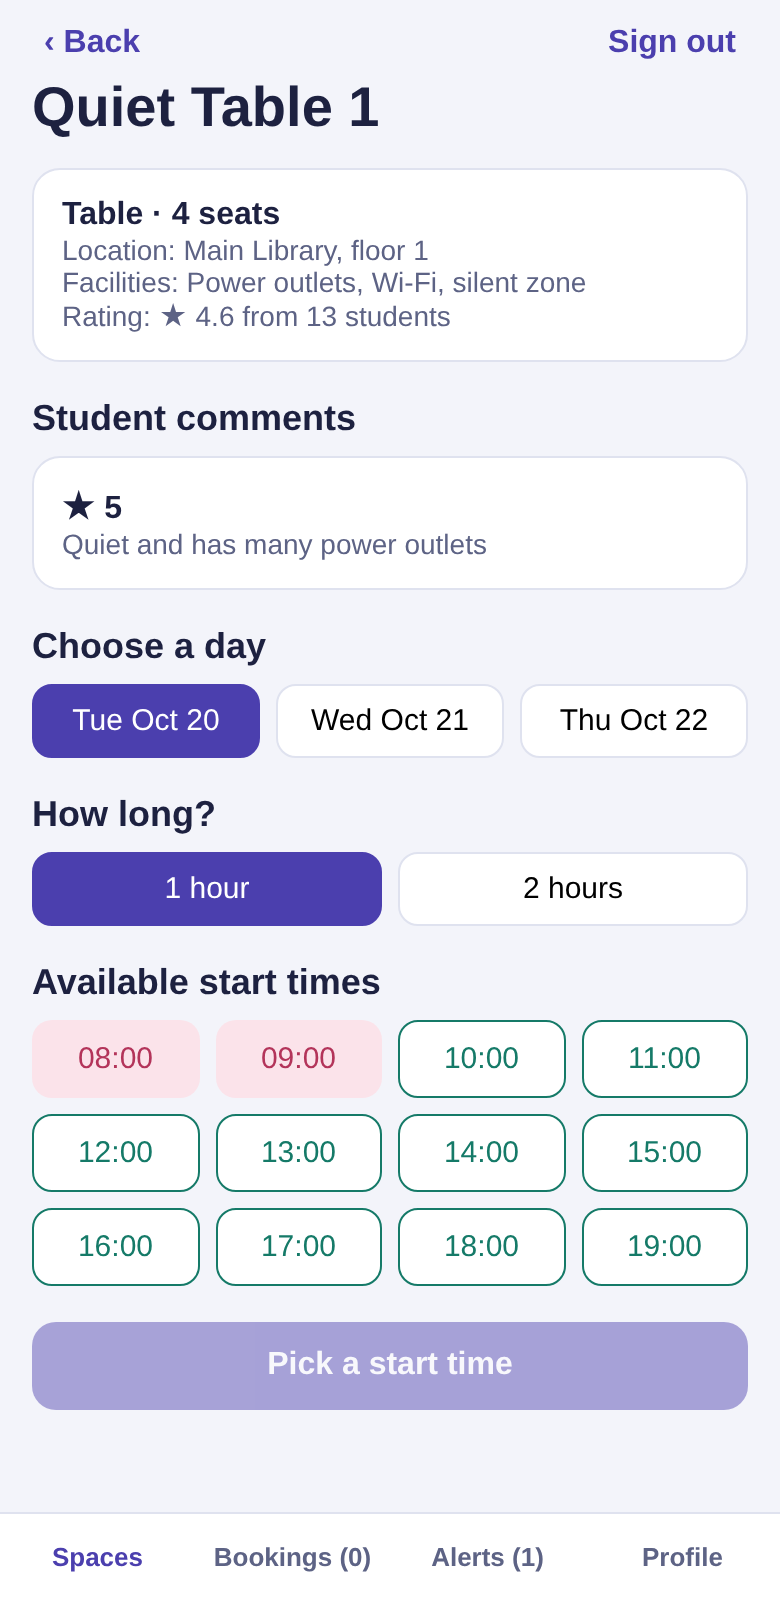 ‹ Back
Sign out
Quiet Table 1
Table · 4 seats
Location: Main Library, floor 1
Facilities: Power outlets, Wi-Fi, silent zone
Rating: ★ 4.6 from 13 students
Student comments
★ 5
Quiet and has many power outlets
Choose a day
Tue Oct 20
Wed Oct 21
Thu Oct 22
How long?
1 hour
2 hours
Available start times
08:00
09:00
10:00
11:00
12:00
13:00
14:00
15:00
16:00
17:00
18:00
19:00
Pick a start time
Spaces
Bookings (0)
Alerts (1)
Profile